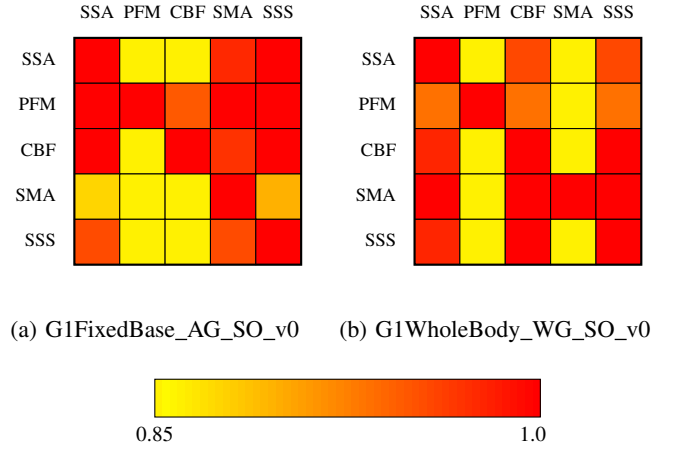 SSA PFM CBF SMA SSS SSA PFM CBF SMA SSS
SSA SSA
PFM PFM
CBF CBF
SMA SMA
SSS SSS
(a) G1FixedBase_AG_SO_v0 (b) G1WholeBody_WG_SO_v0
0.85 1.0